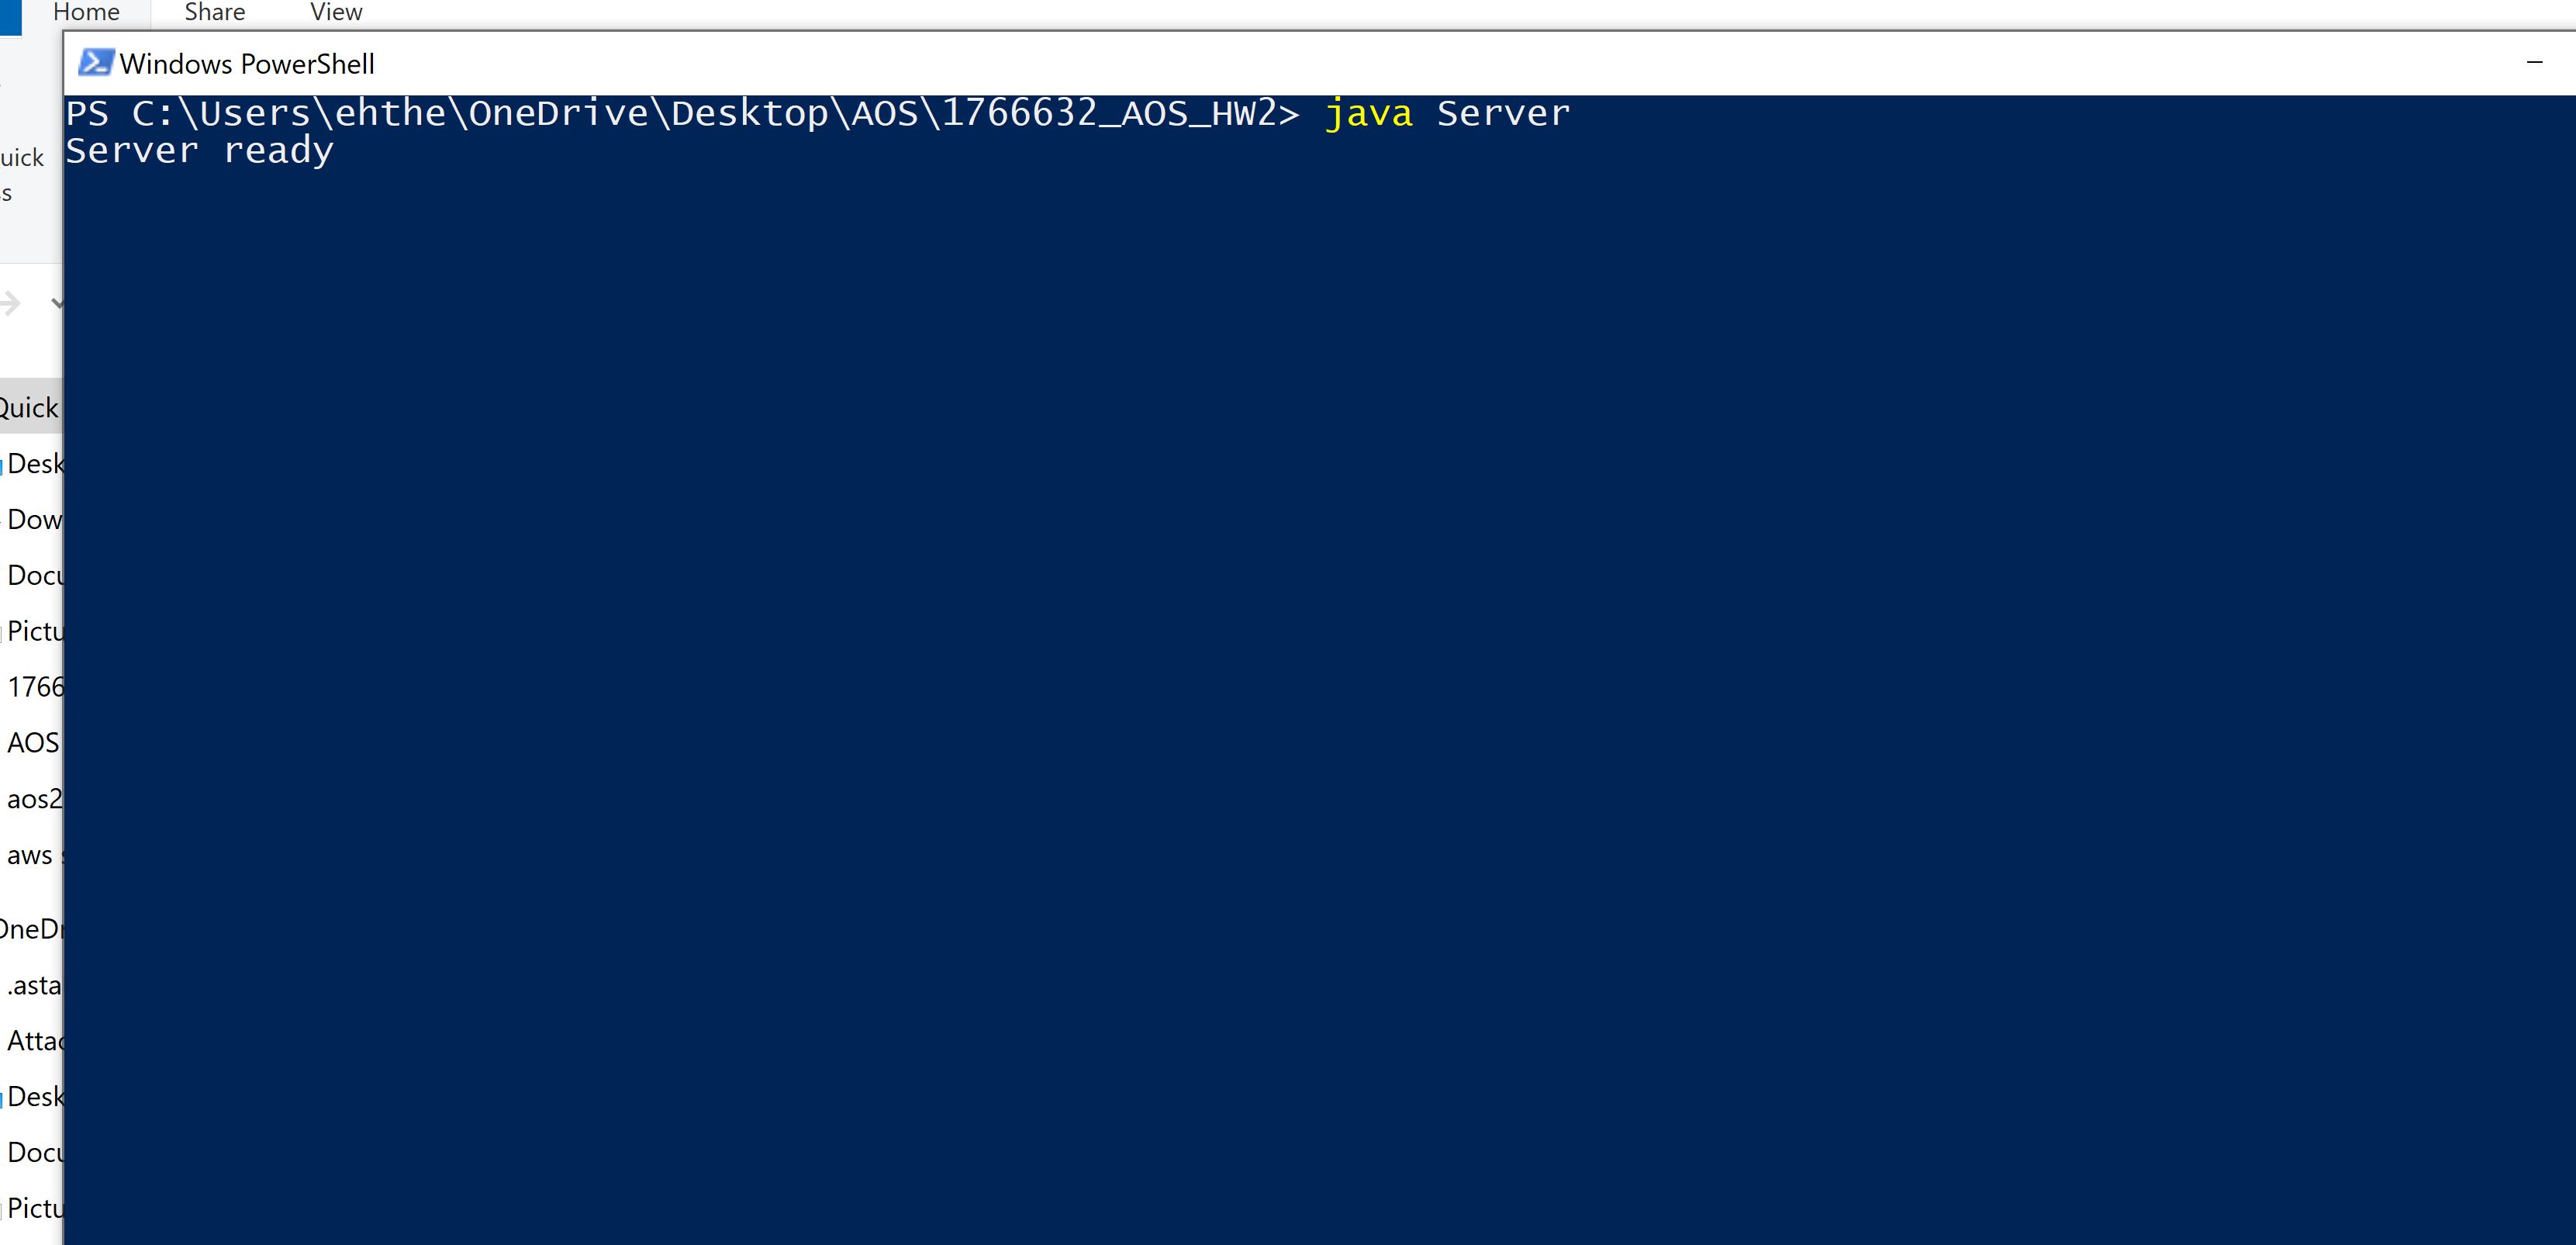 Home Share View
Windows PowerShell
PS C:\Users\ehthe\OneDrive\Desktop\AOS\1766632_AOS_HW2> java Server
Server ready
uick
s
Quick
Desk
Dow
Docu
Pictu
1766
AOS
aos2
aws s
OneDr
.asta
Attac
Desk
Docu
Pictu